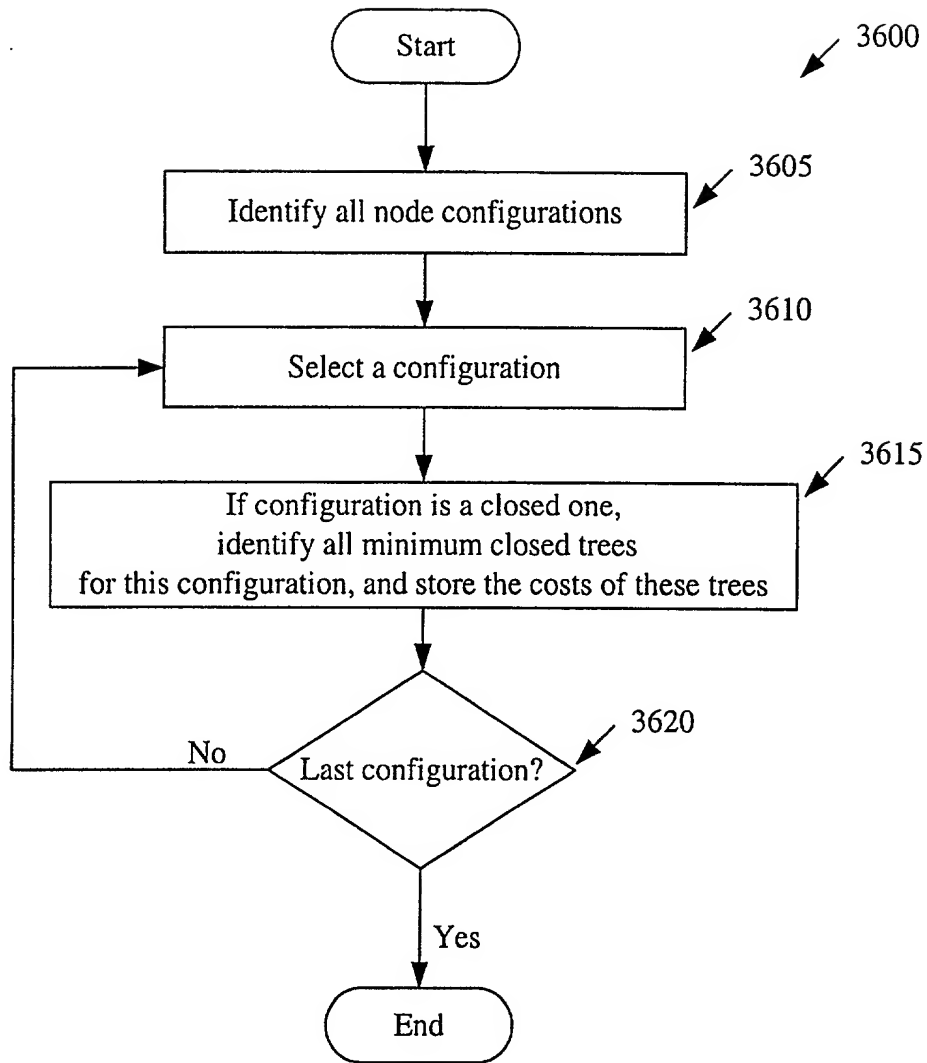 Start
3600
3605
Identify all node configurations
3610
Select a configuration
3615
If configuration is a closed one,
identify all minimum closed trees
for this configuration, and store the costs of these trees
3620
No
Last configuration?
Yes
End